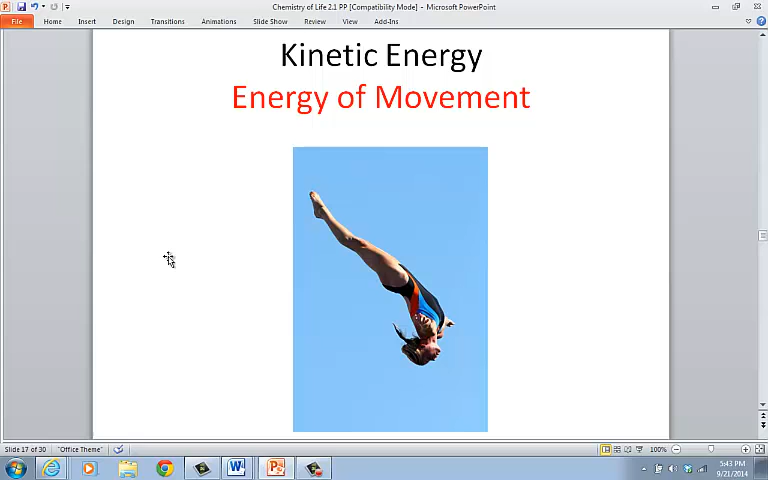 Chemistry of Life 2.1 PP [Compatibility Mode] - Microsoft PowerPoint
File Home Insert Design Transitions Animations Slide Show Review View Add-Ins
Kinetic Energy
Energy of Movement
Slide 17 of 30 "Office Theme" 100%
5:43 PM
9/21/2014